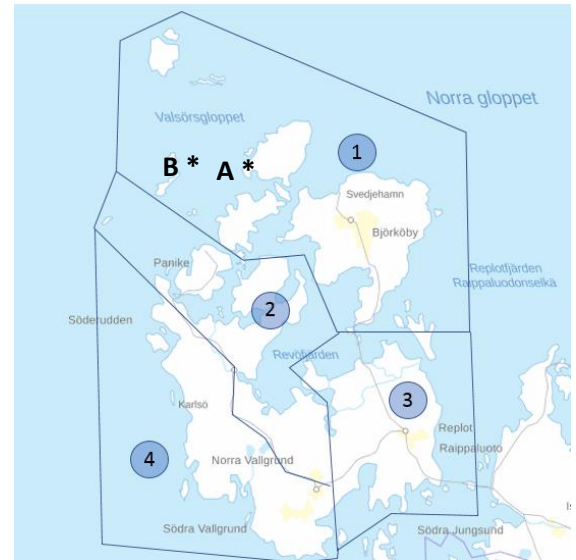 Norra gloppet
Valsörsgloppet
1
B * A *
Svedjehamn
Björköby
Panike
Replotfjärden
Raippaluodonselkä
2
Söderudden
Revöfjärden
Karlsö
3
Replot
Raippaluoto
4
Norra Vallgrund
Södra Vallgrund
Södra Jungsund
Is